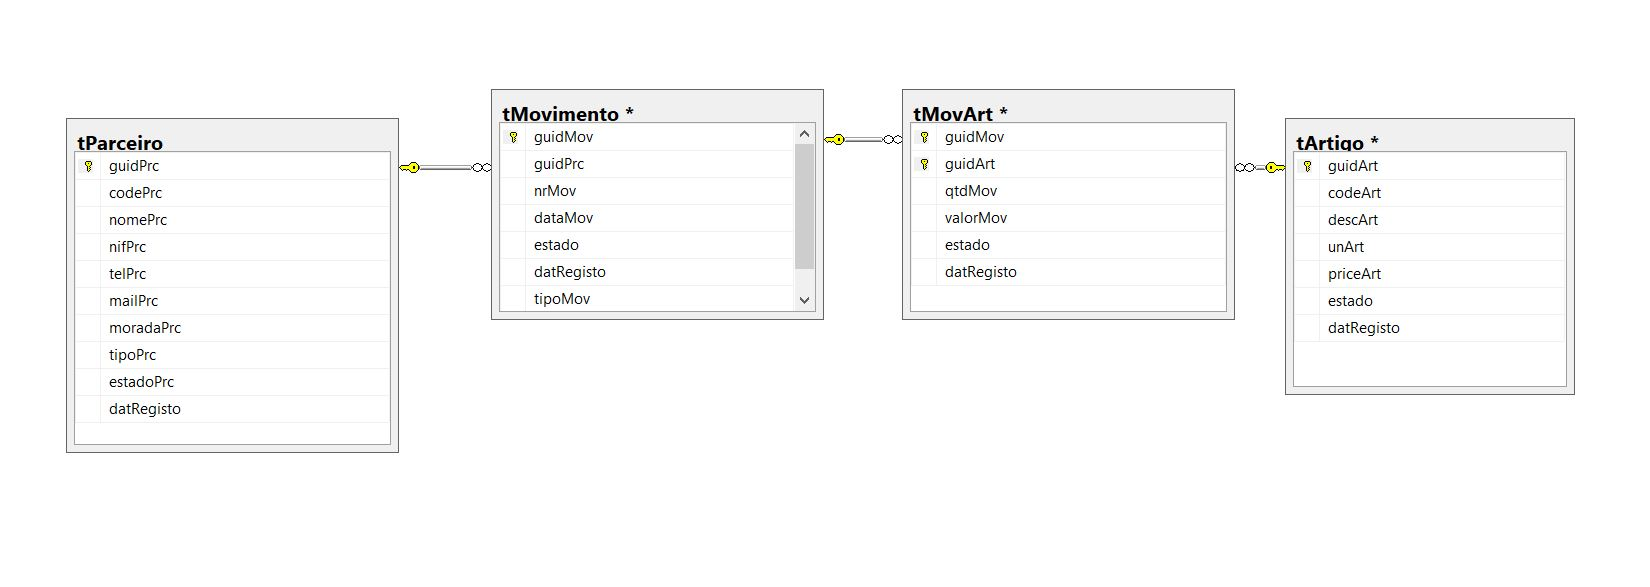 tParceiro
guidPrc
codePrc
nomePrc
nifPrc
telPrc
mailPrc
moradaPrc
tipoPrc
estadoPrc
datRegisto
tMovimento *
guidMov
guidPrc
nrMov
dataMov
estado
datRegisto
tipoMov
tMovArt *
guidMov
guidArt
qtdMov
valorMov
estado
datRegisto
tArtigo *
guidArt
codeArt
descArt
unArt
priceArt
estado
datRegisto